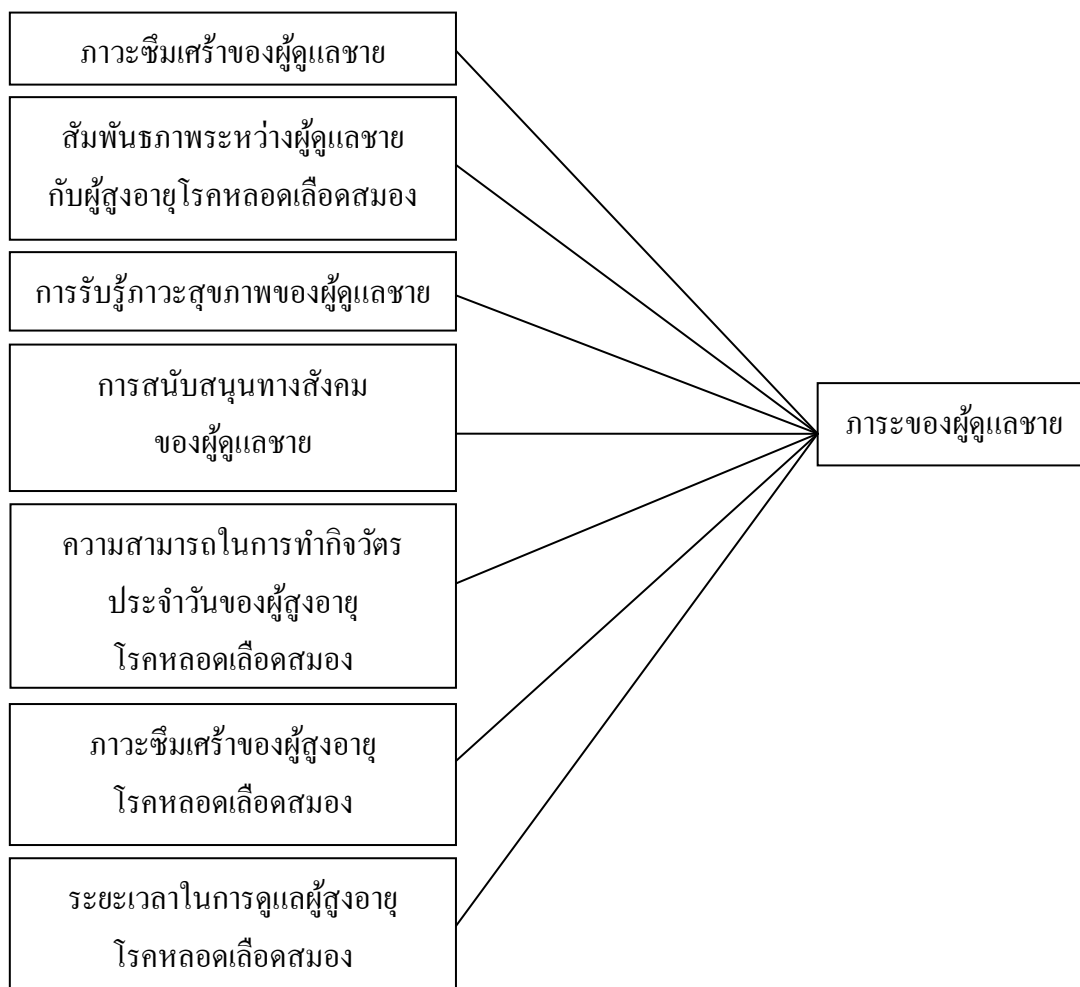 ภาวะซึมเศร้าของผู้ดูแลชาย
สัมพันธภาพระหว่างผู้ดูแลชาย
กับผู้สูงอายุโรคหลอดเลือดสมอง
การรับรู้ภาวะสุขภาพของผู้ดูแลชาย
การสนับสนุนทางสังคม
ของผู้ดูแลชาย
ความสามารถในการทำกิจวัตร
ประจำวันของผู้สูงอายุ
โรคหลอดเลือดสมอง
ภาวะซึมเศร้าของผู้สูงอายุ
โรคหลอดเลือดสมอง
ระยะเวลาในการดูแลผู้สูงอายุ
โรคหลอดเลือดสมอง
ภาระของผู้ดูแลชาย